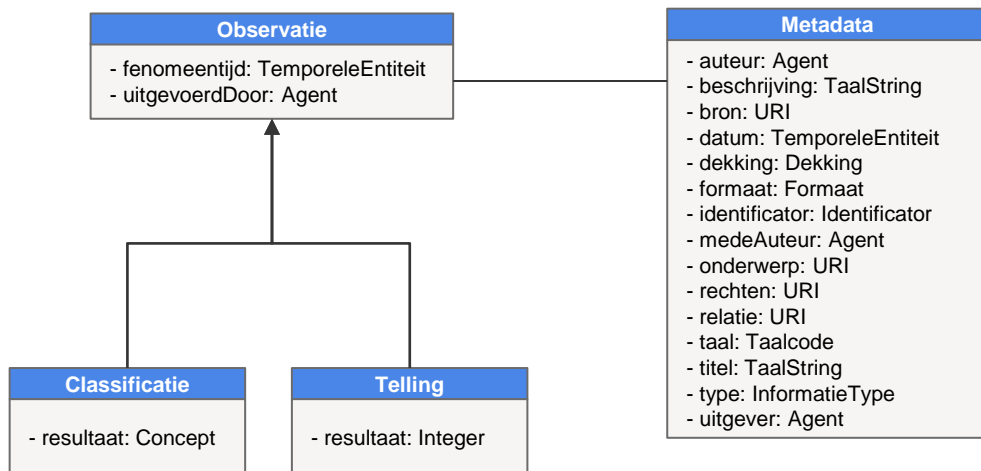 Observatie
- fenomeentijd: TemporeleEntiteit
- uitgevoerdDoor: Agent
Metadata
- auteur: Agent
- beschrijving: TaalString
- bron: URI
- datum: TemporeleEntiteit
- dekking: Dekking
- formaat: Formaat
- identificator: Identificator
- medeAuteur: Agent
- onderwerp: URI
- rechten: URI
- relatie: URI
- taal: Taalcode
- titel: TaalString
- type: InformatieType
- uitgever: Agent
Classificatie
- resultaat: Concept
Telling
- resultaat: Integer